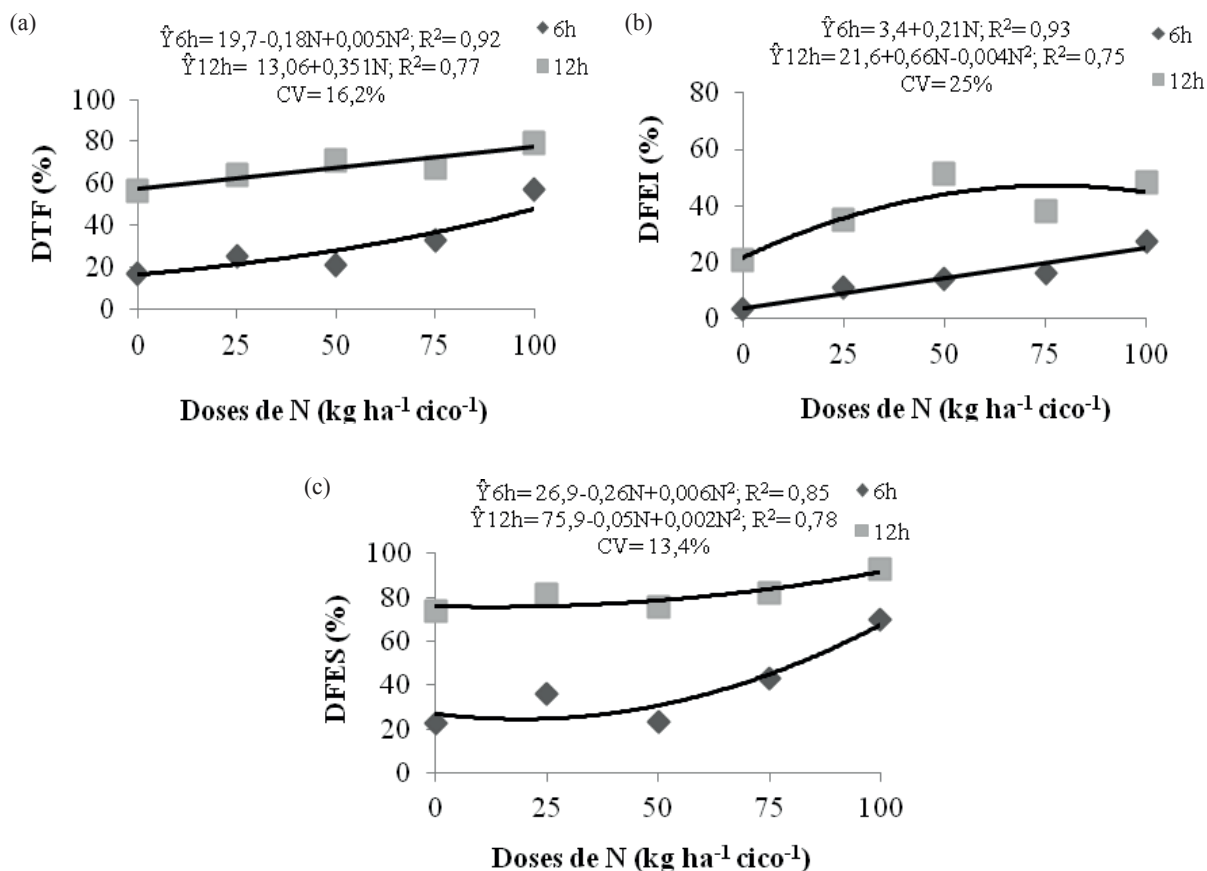 (a)
Ŷ6h= 19,7-0,18N+0,005N²; R²= 0,92
Ŷ12h= 13,06+0,351N; R²= 0,77
CV= 16,2%
6h
12h
DTF (%)
100
80
60
40
20
0
0 25 50 75 100
Doses de N (kg ha⁻¹ cico⁻¹)
(b)
Ŷ6h= 3,4+0,21N; R²= 0,93
Ŷ12h=21,6+0,66N-0,004N²; R²= 0,75
CV= 25%
6h
12h
DFEI (%)
80
60
40
20
0
0 25 50 75 100
Doses de N (kg ha⁻¹ cico⁻¹)
(c)
Ŷ6h= 26,9-0,26N+0,006N²; R²= 0,85
Ŷ12h=75,9-0,05N+0,002N²; R²= 0,78
CV= 13,4%
6h
12h
DFES (%)
100
80
60
40
20
0
0 25 50 75 100
Doses de N (kg ha⁻¹ cico⁻¹)